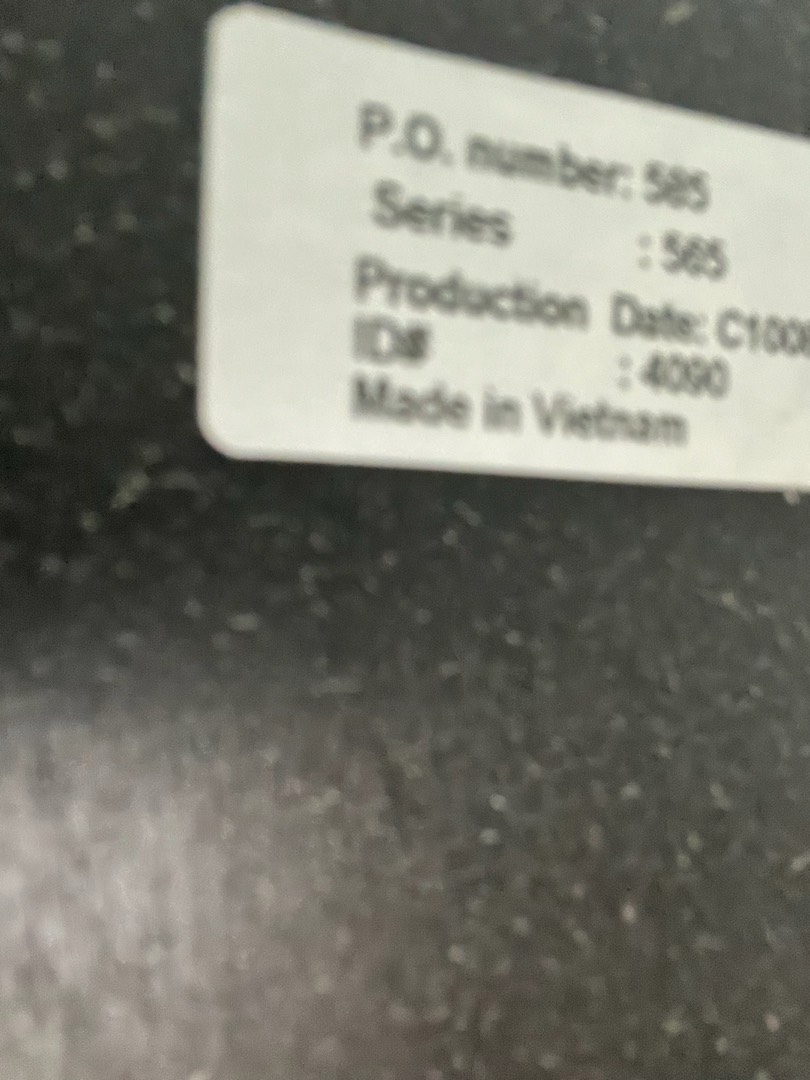 P.O. number: 585
Series : 565
Production Date:
ID# : 4090
Made in Vietnam